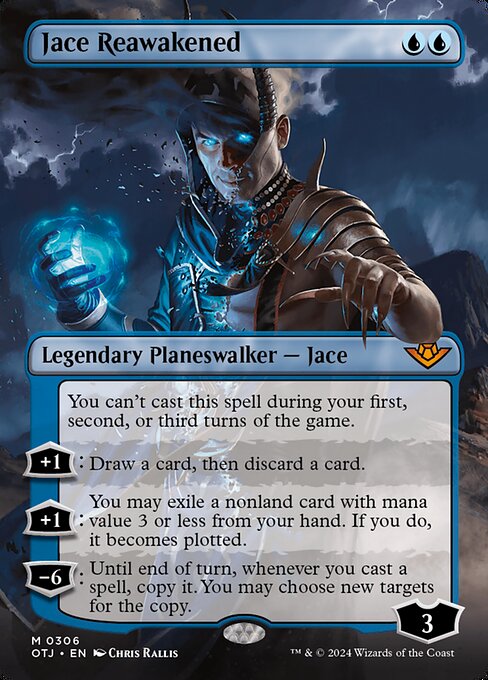 Jace Reawakened
Legendary Planeswalker — Jace
You can't cast this spell during your first,
second, or third turns of the game.
+1: Draw a card, then discard a card.
You may exile a nonland card with mana
+1: value 3 or less from your hand. If you do,
it becomes plotted.
Until end of turn, whenever you cast a
−6: spell, copy it. You may choose new targets
for the copy.
3
M 0306
OTJ • EN Chris Rallis
™ & © 2024 Wizards of the Coast